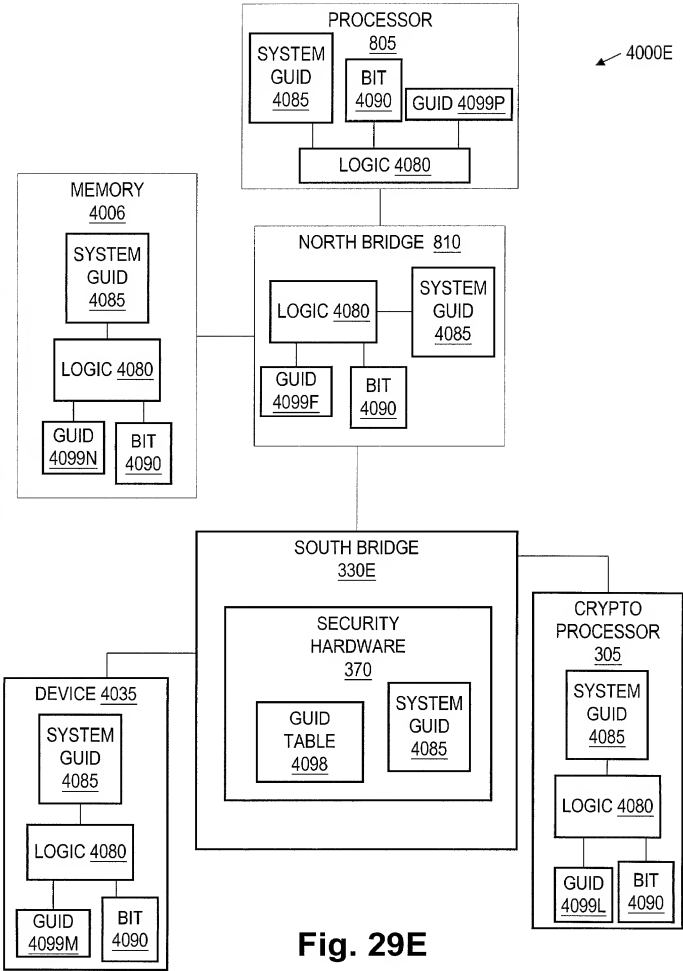 PROCESSOR
805
4000E
SYSTEM
GUID
4085
BIT
4090
GUID 4099P
LOGIC 4080
MEMORY
4006
SYSTEM
GUID
4085
LOGIC 4080
GUID
4099N
BIT
4090
NORTH BRIDGE 810
LOGIC 4080
SYSTEM
GUID
4085
GUID
4099F
BIT
4090
SOUTH BRIDGE
330E
SECURITY
HARDWARE
370
GUID
TABLE
4098
SYSTEM
GUID
4085
CRYPTO
PROCESSOR
305
SYSTEM
GUID
4085
LOGIC 4080
GUID
4099L
BIT
4090
DEVICE 4035
SYSTEM
GUID
4085
LOGIC 4080
GUID
4099M
BIT
4090
Fig. 29E